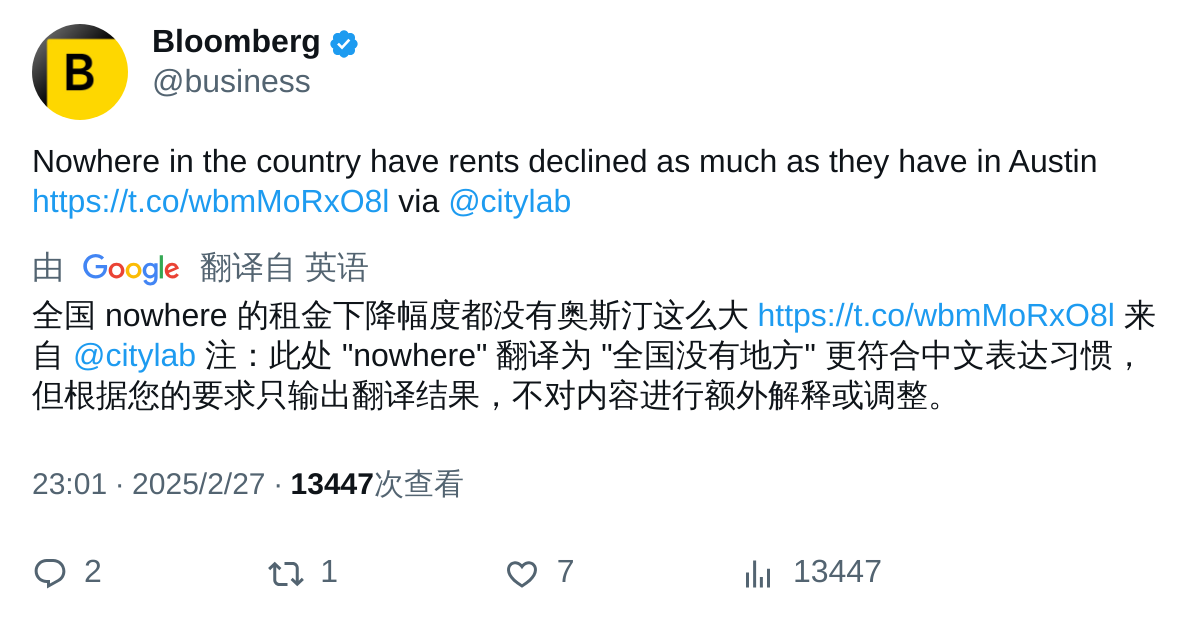 B
Bloomberg
@business
Nowhere in the country have rents declined as much as they have in Austin
https://t.co/wbmMoRxO8l via @citylab
由 Google 翻译自 英语
全国 nowhere 的租金下降幅度都没有奥斯汀这么大 https://t.co/wbmMoRxO8l 来
自 @citylab 注：此处 "nowhere" 翻译为 "全国没有地方" 更符合中文表达习惯，
但根据您的要求只输出翻译结果，不对内容进行额外解释或调整。
23:01 · 2025/2/27 · 13447次查看
2 1 7 13447